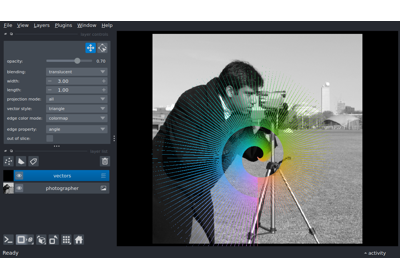 File View Layers Plugins Window Help
layer controls
opacity: 0.70
blending: translucent
width: 3.00
length: 1.00
projection mode: all
vector style: triangle
edge color mode: colormap
edge property: angle
out of slice:
layer list
vectors
photographer
Ready
activity